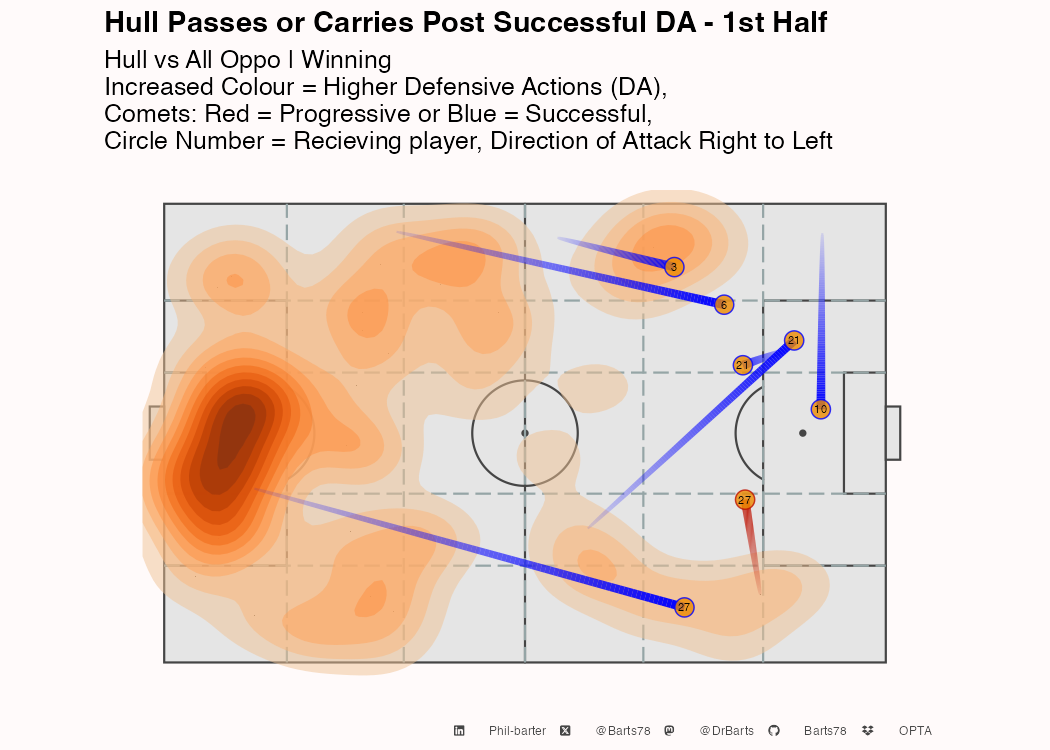 Hull Passes or Carries Post Successful DA - 1st Half
Hull vs All Oppo | Winning
Increased Colour = Higher Defensive Actions (DA),
Comets: Red = Progressive or Blue = Successful,
Circle Number = Recieving player, Direction of Attack Right to Left
3
6
21
21
10
27
27
Phil-barter @Barts78 @DrBarts Barts78 OPTA